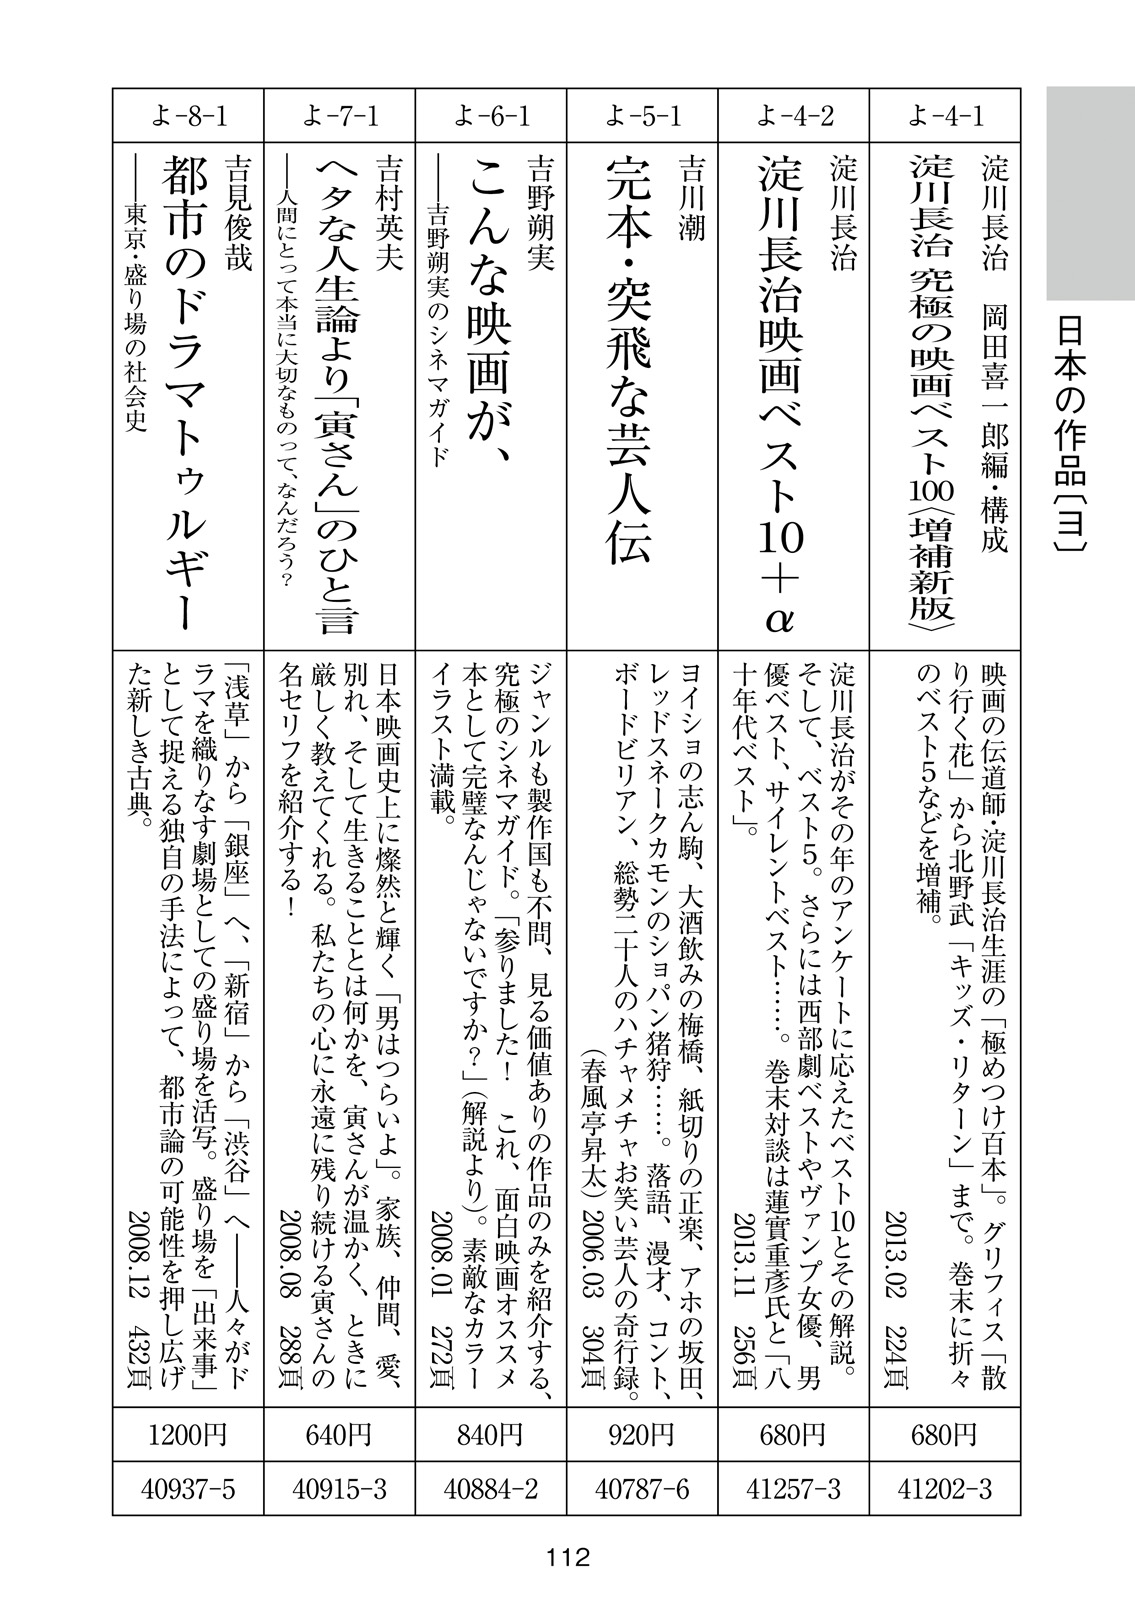 日本の作品〔ヨ〕
よ-4-1
淀川長治　岡田喜一郎編・構成
淀川長治 究極の映画ベスト100〈増補新版〉
映画の伝道師・淀川長治生涯の「極めつけ百本」。グリフィス「散
り行く花」から北野武「キッズ・リターン」まで。巻末に折々
のベスト5などを増補。
2013.02　224頁
680円
41202-3
よ-4-2
淀川長治
淀川長治映画ベスト10＋α
淀川長治がその年のアンケートに応えたベスト10とその解説。
そして、ベスト5。さらには西部劇ベストやヴァンプ女優、男
優ベスト、サイレントベスト……。巻末対談は蓮實重彦氏と「八
十年代ベスト」。
2013.11　256頁
680円
41257-3
よ-5-1
吉川潮
完本・突飛な芸人伝
ヨイショの志ん駒、大酒飲みの梅橋、紙切りの正楽、アホの坂田、
レッドスネークカモンのショパン猪狩……。落語、漫才、コント、
ボードビリアン、総勢二十人のハチャメチャお笑い芸人の奇行録。
（春風亭昇太）2006.03　304頁
920円
40787-6
よ-6-1
吉野朔実
こんな映画が、
――吉野朔実のシネマガイド
ジャンルも製作国も不問、見る価値ありの作品のみを紹介する、
究極のシネマガイド。「参りました！　これ、面白映画オススメ
本として完璧なんじゃないですか？」（解説より）。素敵なカラー
イラスト満載。
2008.01　272頁
840円
40884-2
よ-7-1
吉村英夫
ヘタな人生論より「寅さん」のひと言
――人間にとって本当に大切なものって、なんだろう？
日本映画史上に燦然と輝く「男はつらいよ」。家族、仲間、愛、
別れ、そして生きることとは何かを、寅さんが温かく、ときに
厳しく教えてくれる。私たちの心に永遠に残り続ける寅さんの
名セリフを紹介する！
2008.08　288頁
640円
40915-3
よ-8-1
吉見俊哉
都市のドラマトゥルギー
――東京・盛り場の社会史
「浅草」から「銀座」へ、「新宿」から「渋谷」へ――人々がド
ラマを織りなす劇場としての盛り場を活写。盛り場を「出来事」
として捉える独自の手法によって、都市論の可能性を押し広げ
た新しき古典。
2008.12　432頁
1200円
40937-5
112